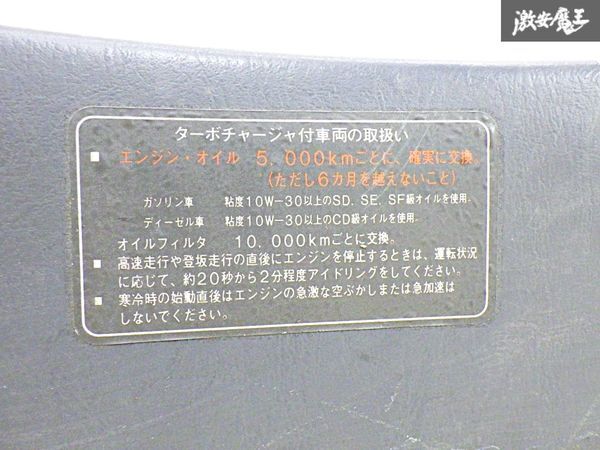 激安魔王
ターボチャージャ付車両の取扱い
■ エンジン・オイル 5,000kmごとに、確実に交換。
(ただし6カ月を越えないこと)
ガソリン車 粘度10W-30以上のSD、SE、SF級オイルを使用。
ディーゼル車 粘度10W-30以上のCD級オイルを使用。
オイルフィルタ 10,000kmごとに交換。
■ 高速走行や登坂走行の直後にエンジンを停止するときは、運転状況
に応じて、約20秒から2分程度アイドリングをしてください。
■ 寒冷時の始動直後はエンジンの急激な空ぶかしまたは急加速は
しないでください。